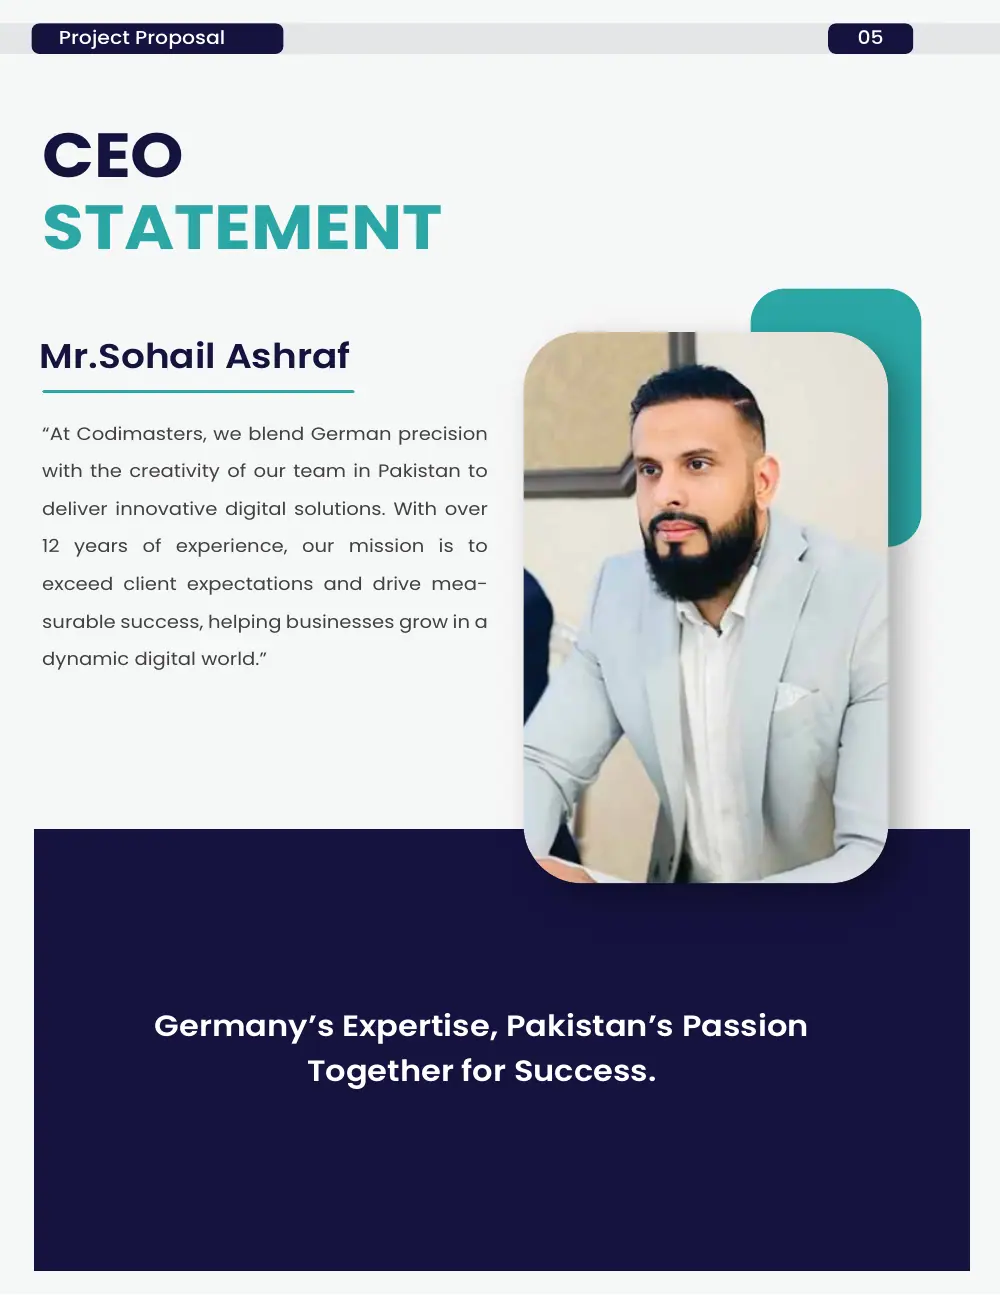 Project Proposal
05
CEO
STATEMENT
Mr.Sohail Ashraf
“At Codimasters, we blend German precision
with the creativity of our team in Pakistan to
deliver innovative digital solutions. With over
12 years of experience, our mission is to
exceed client expectations and drive mea-
surable success, helping businesses grow in a
dynamic digital world.”
Germany’s Expertise, Pakistan’s Passion
Together for Success.